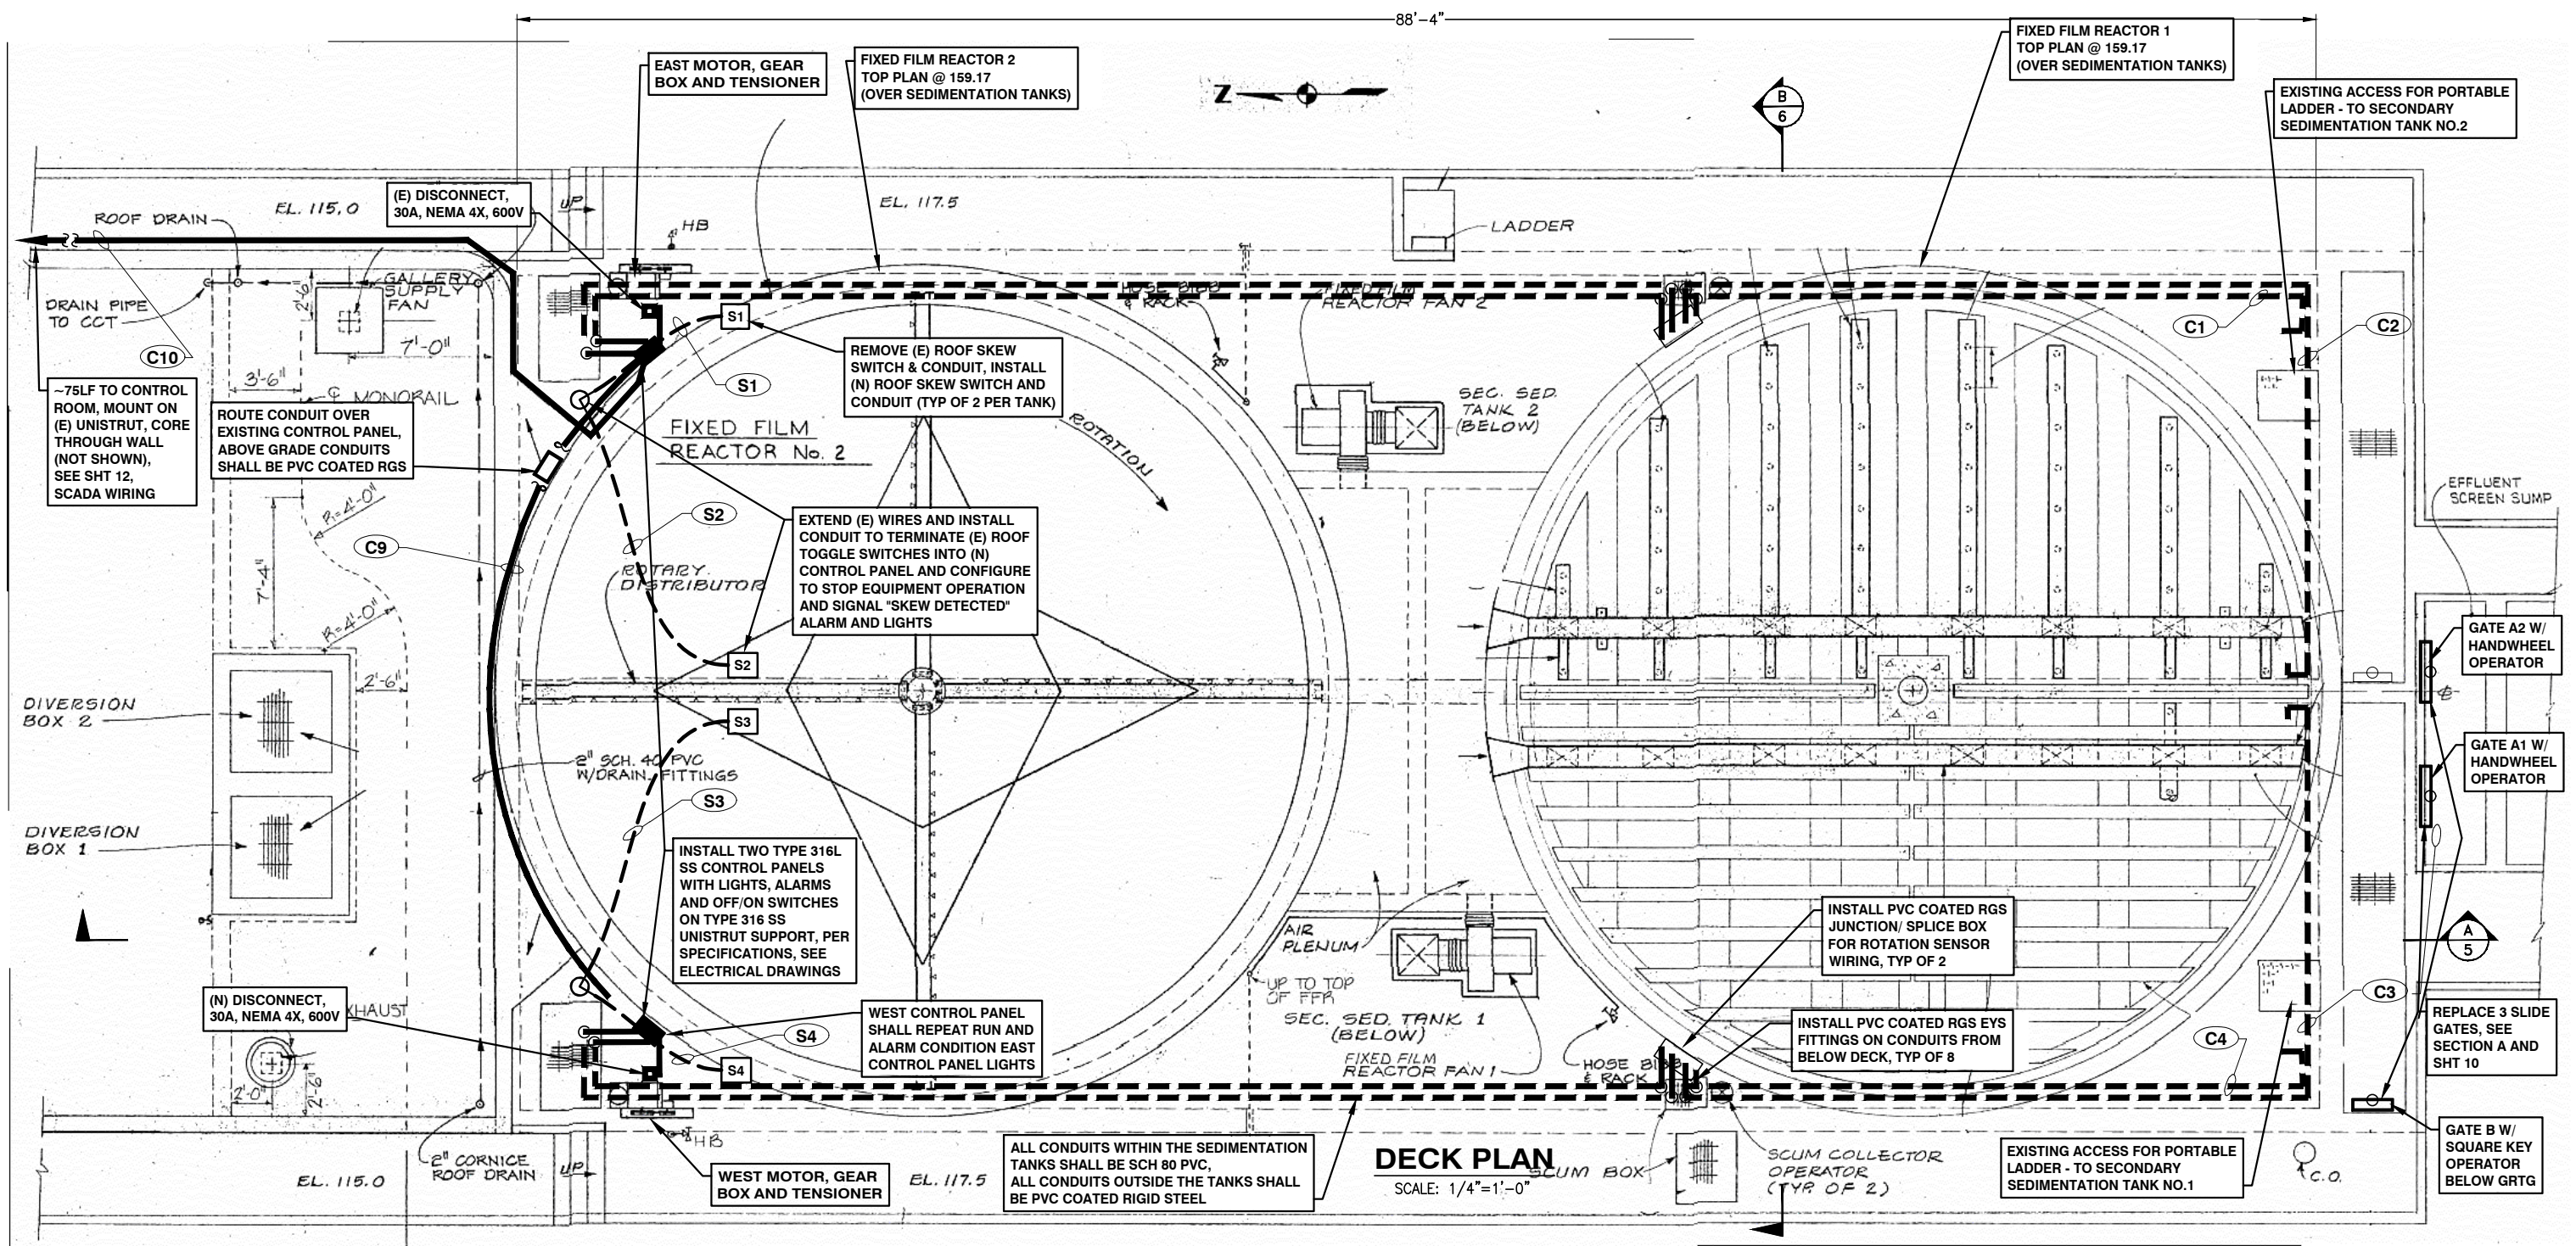 88'-4"
FIXED FILM REACTOR 1
TOP PLAN @ 159.17
(OVER SEDIMENTATION TANKS)
EAST MOTOR, GEAR
BOX AND TENSIONER
FIXED FILM REACTOR 2
TOP PLAN @ 159.17
(OVER SEDIMENTATION TANKS)
Z
B
6
EXISTING ACCESS FOR PORTABLE
LADDER - TO SECONDARY
SEDIMENTATION TANK NO.2
(E) DISCONNECT,
30A, NEMA 4X, 600V
EL. 115.0
UP
EL. 117.5
ROOF DRAIN
HB
LADDER
GALLERY
SUPPLY
FAN
2'-6"
DRAIN PIPE
TO CCT
C10
7'-0"
3'-6"
℄ MONORAIL
HOSE BIBB
& RACK
FIXED FILM
REACTOR FAN 2
C1
C2
S1
S1
REMOVE (E) ROOF SKEW
SWITCH & CONDUIT, INSTALL
(N) ROOF SKEW SWITCH AND
CONDUIT (TYP OF 2 PER TANK)
~75LF TO CONTROL
ROOM, MOUNT ON
(E) UNISTRUT, CORE
THROUGH WALL
(NOT SHOWN),
SEE SHT 12,
SCADA WIRING
ROUTE CONDUIT OVER
EXISTING CONTROL PANEL,
ABOVE GRADE CONDUITS
SHALL BE PVC COATED RGS
FIXED FILM
REACTOR No. 2
ROTATION
SEC. SED.
TANK 2
(BELOW)
EFFLUENT
SCREEN SUMP
R=4'-0"
7'-4"
R=4'-0"
C9
S2
EXTEND (E) WIRES AND INSTALL
CONDUIT TO TERMINATE (E) ROOF
TOGGLE SWITCHES INTO (N)
CONTROL PANEL AND CONFIGURE
TO STOP EQUIPMENT OPERATION
AND SIGNAL "SKEW DETECTED"
ALARM AND LIGHTS
ROTARY
DISTRIBUTOR
GATE A2 W/
HANDWHEEL
OPERATOR
℄
S2
2'-6"
DIVERSION
BOX 2
S3
GATE A1 W/
HANDWHEEL
OPERATOR
2" SCH. 40 PVC
W/DRAIN. FITTINGS
S3
DIVERSION
BOX 1
INSTALL TWO TYPE 316L
SS CONTROL PANELS
WITH LIGHTS, ALARMS
AND OFF/ON SWITCHES
ON TYPE 316 SS
UNISTRUT SUPPORT, PER
SPECIFICATIONS, SEE
ELECTRICAL DRAWINGS
AIR
PLENUM
INSTALL PVC COATED RGS
JUNCTION/ SPLICE BOX
FOR ROTATION SENSOR
WIRING, TYP OF 2
A
5
UP TO TOP
OF FFR
SEC. SED. TANK 1
(BELOW)
FIXED FILM
REACTOR FAN 1
HOSE BIBB
& RACK
INSTALL PVC COATED RGS EYS
FITTINGS ON CONDUITS FROM
BELOW DECK, TYP OF 8
C3
C4
REPLACE 3 SLIDE
GATES, SEE
SECTION A AND
SHT 10
(N) DISCONNECT,
30A, NEMA 4X, 600V
XHAUST
2'-0"
2'-6"
WEST CONTROL PANEL
SHALL REPEAT RUN AND
ALARM CONDITION EAST
CONTROL PANEL LIGHTS
S4
S4
HB
2" CORNICE
ROOF DRAIN
UP
EL. 115.0
WEST MOTOR, GEAR
BOX AND TENSIONER
EL. 117.5
ALL CONDUITS WITHIN THE SEDIMENTATION
TANKS SHALL BE SCH 80 PVC,
ALL CONDUITS OUTSIDE THE TANKS SHALL
BE PVC COATED RIGID STEEL
DECK PLAN
SCALE: 1/4"=1'-0"
SCUM BOX
SCUM COLLECTOR
OPERATOR
(TYP. OF 2)
EXISTING ACCESS FOR PORTABLE
LADDER - TO SECONDARY
SEDIMENTATION TANK NO.1
C.O.
GATE B W/
SQUARE KEY
OPERATOR
BELOW GRTG